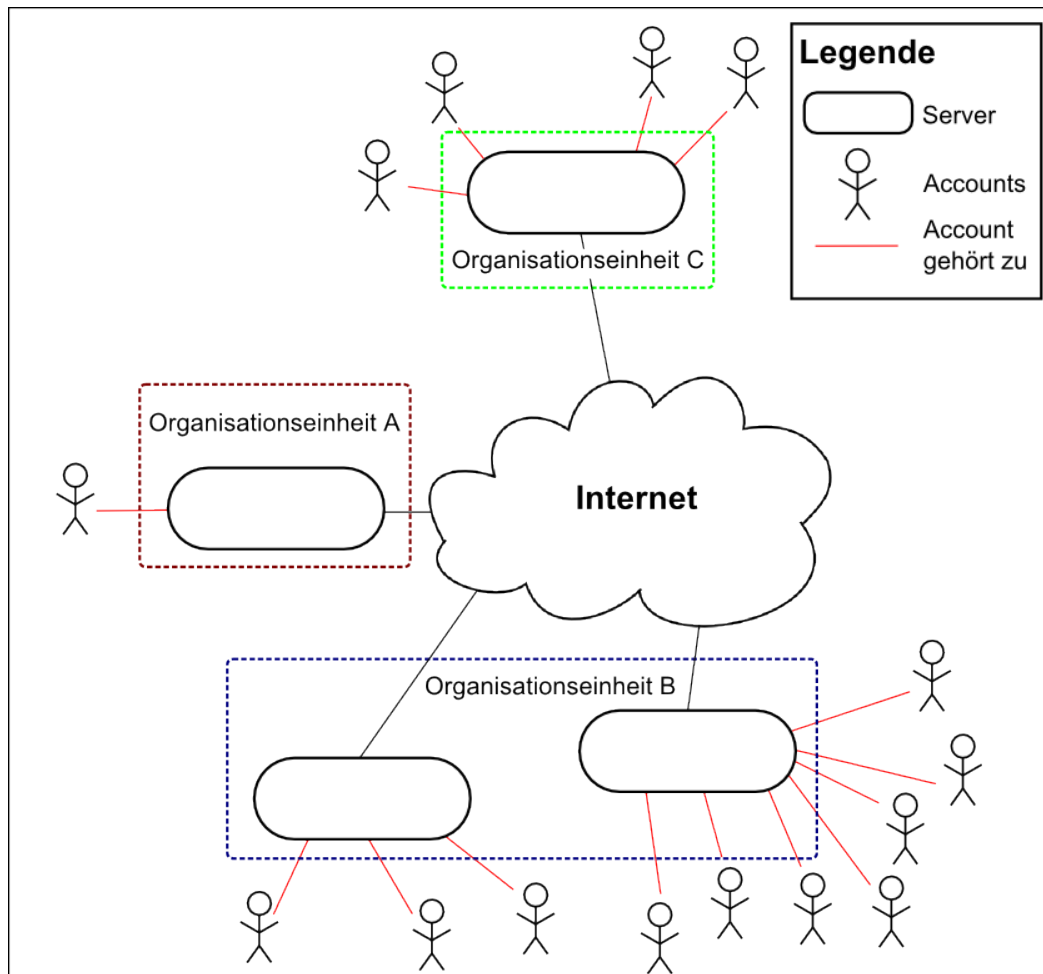 Legende
Server
Accounts
Account
gehört zu
Organisationseinheit C
Organisationseinheit A
Internet
Organisationseinheit B